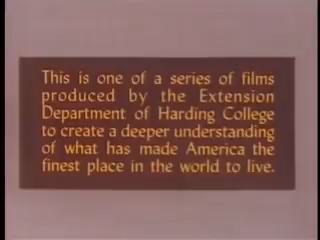 This is one of a series of films
produced by the Extension
Department of Harding College
to create a deeper understanding
of what has made America the
finest place in the world to live.